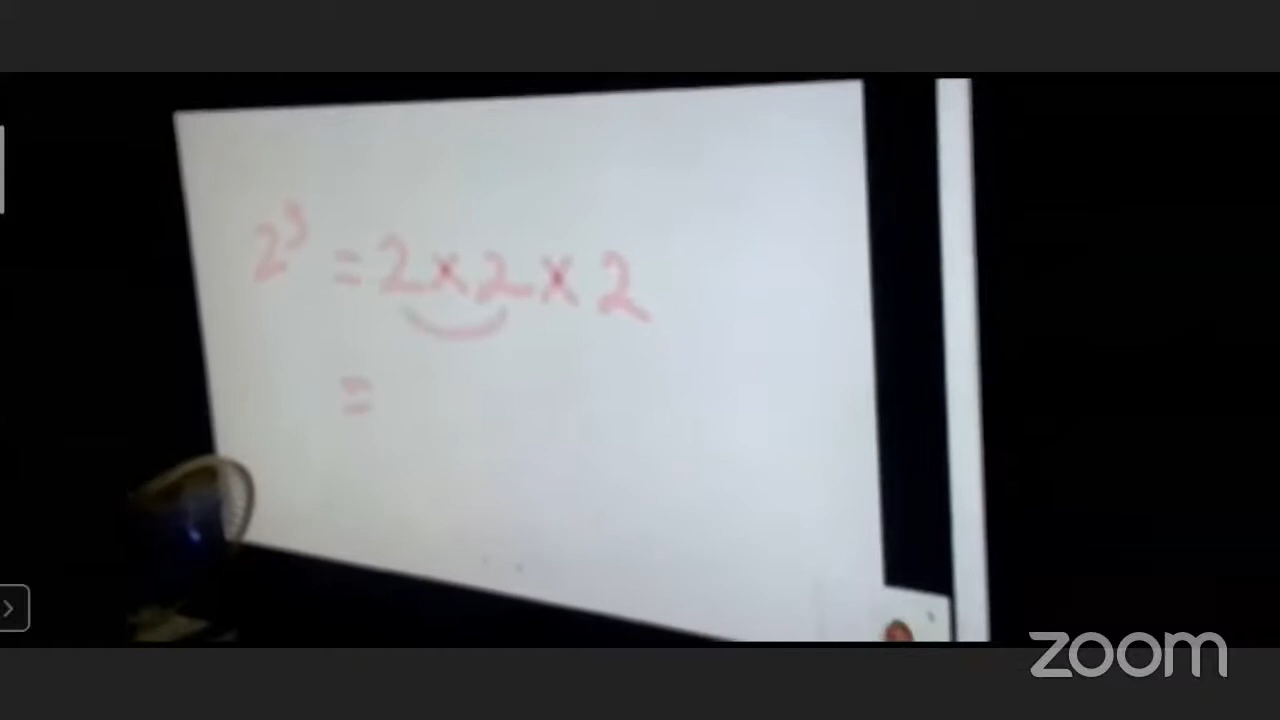 2³ = 2 × 2 × 2
=
zoom